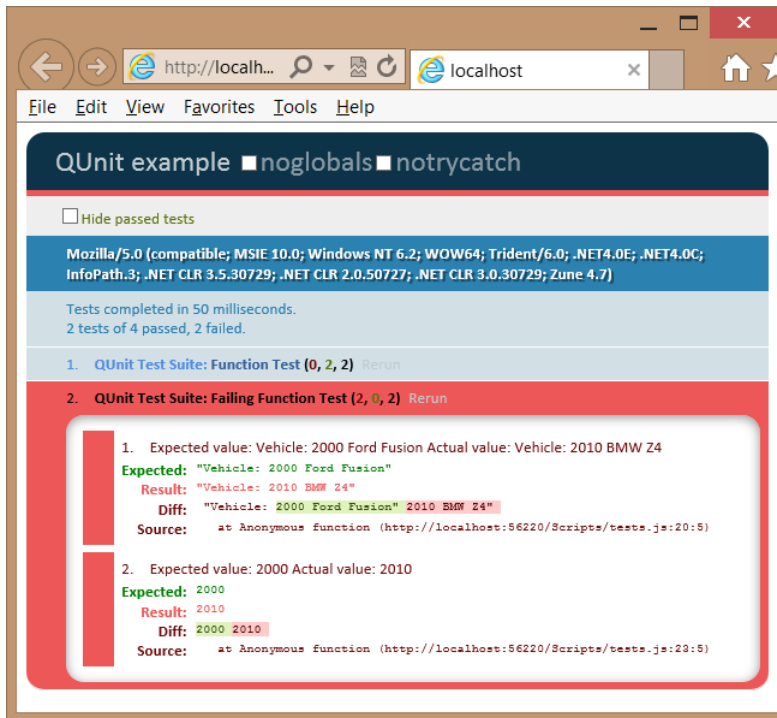 http://localh...
localhost
File Edit View Favorites Tools Help
QUnit example noglobals notrycatch
Hide passed tests
Mozilla/5.0 (compatible; MSIE 10.0; Windows NT 6.2; WOW64; Trident/6.0; .NET4.0E; .NET4.0C;
InfoPath.3; .NET CLR 3.5.30729; .NET CLR 2.0.50727; .NET CLR 3.0.30729; Zune 4.7)
Tests completed in 50 milliseconds.
2 tests of 4 passed, 2 failed.
1. QUnit Test Suite: Function Test (0, 2, 2) Rerun
2. QUnit Test Suite: Failing Function Test (2, 0, 2) Rerun
1. Expected value: Vehicle: 2000 Ford Fusion Actual value: Vehicle: 2010 BMW Z4
Expected: "Vehicle: 2000 Ford Fusion"
Result: "Vehicle: 2010 BMW Z4"
Diff: "Vehicle: 2000 Ford Fusion" 2010 BMW Z4"
Source: at Anonymous function (http://localhost:56220/Scripts/tests.js:20:5)
2. Expected value: 2000 Actual value: 2010
Expected: 2000
Result: 2010
Diff: 2000 2010
Source: at Anonymous function (http://localhost:56220/Scripts/tests.js:23:5)